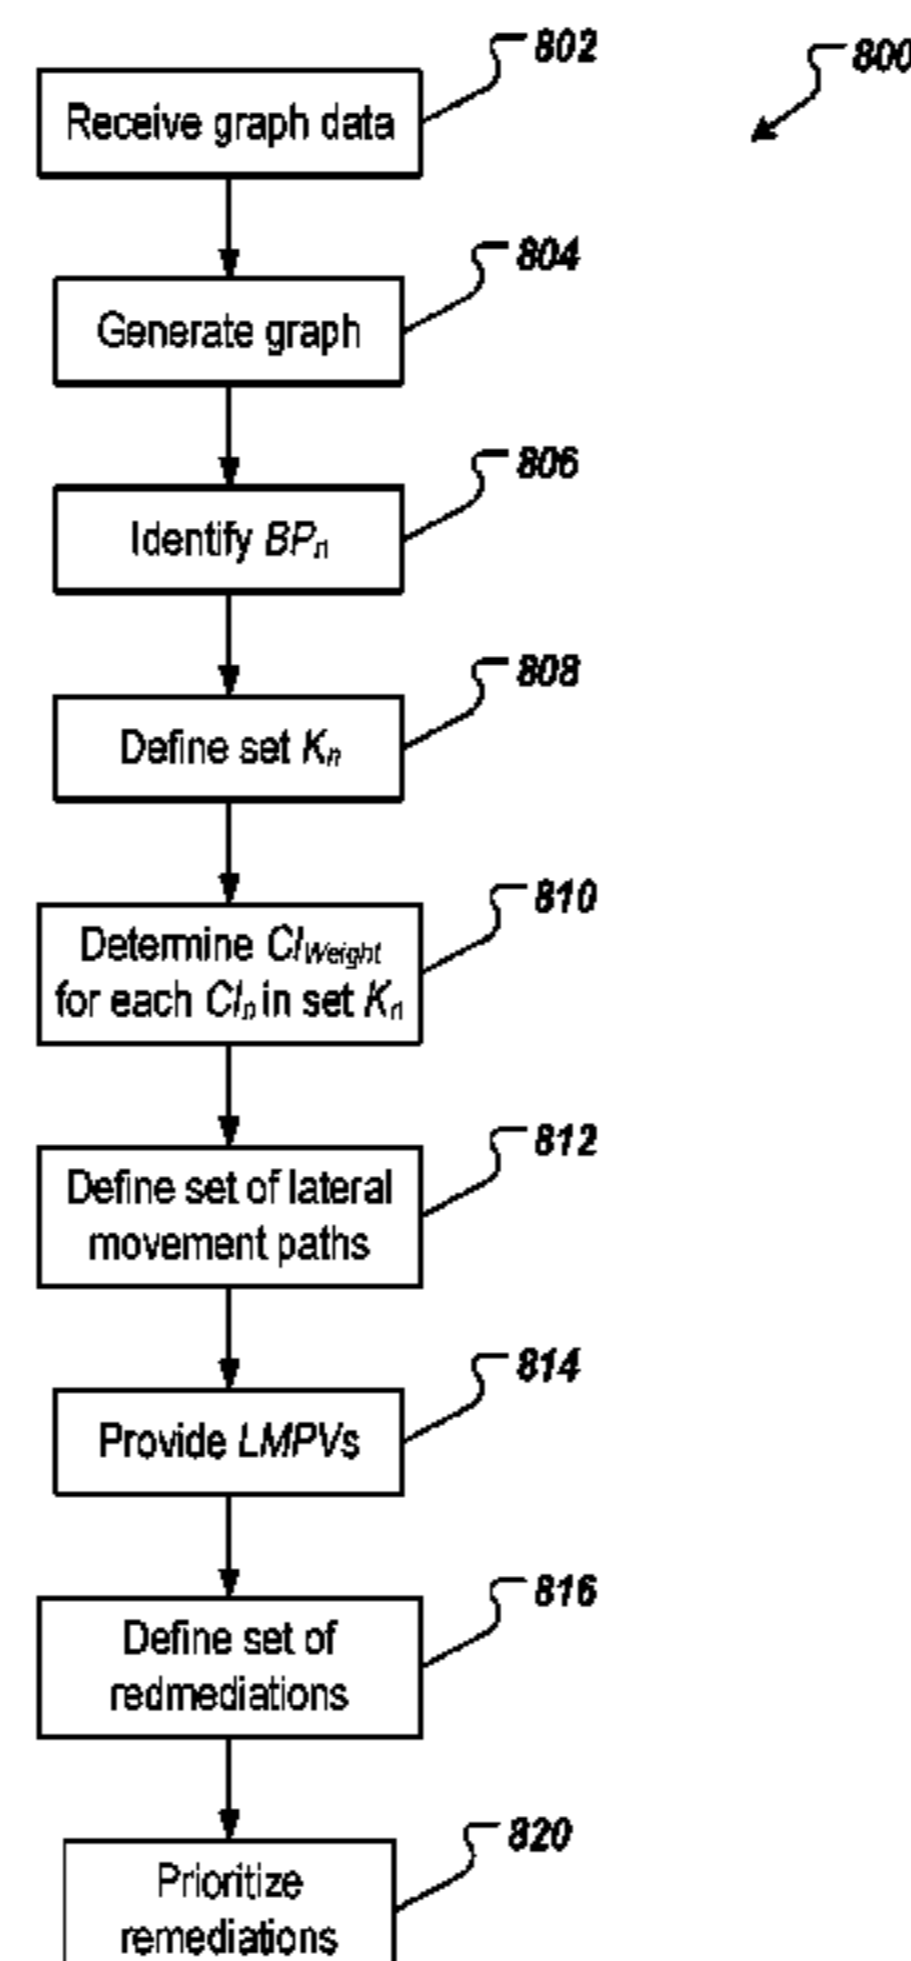 802
800
Receive graph data
804
Generate graph
806
Identify BPn
808
Define set Kn
810
Determine CIWeight
for each CIn in set Kn
812
Define set of lateral
movement paths
814
Provide LMPVs
816
Define set of
redmediations
820
Prioritize
remediations